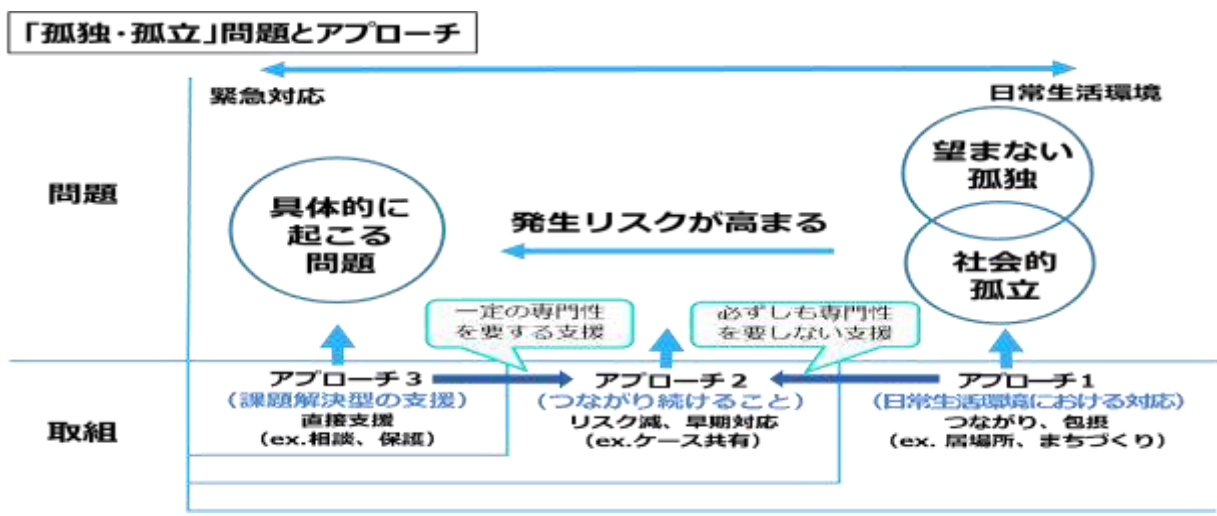 「孤独・孤立」問題とアプローチ
緊急対応
日常生活環境
問題
具体的に
起こる
問題
発生リスクが高まる
望まない
孤独
社会的
孤立
一定の専門性
を要する支援
必ずしも専門性
を要しない支援
取組
アプローチ3
(課題解決型の支援)
直接支援
(ex.相談、保護)
アプローチ2
(つながり続けること)
リスク減、早期対応
(ex.ケース共有)
アプローチ1
(日常生活環境における対応)
つながり、包摂
(ex. 居場所、まちづくり)